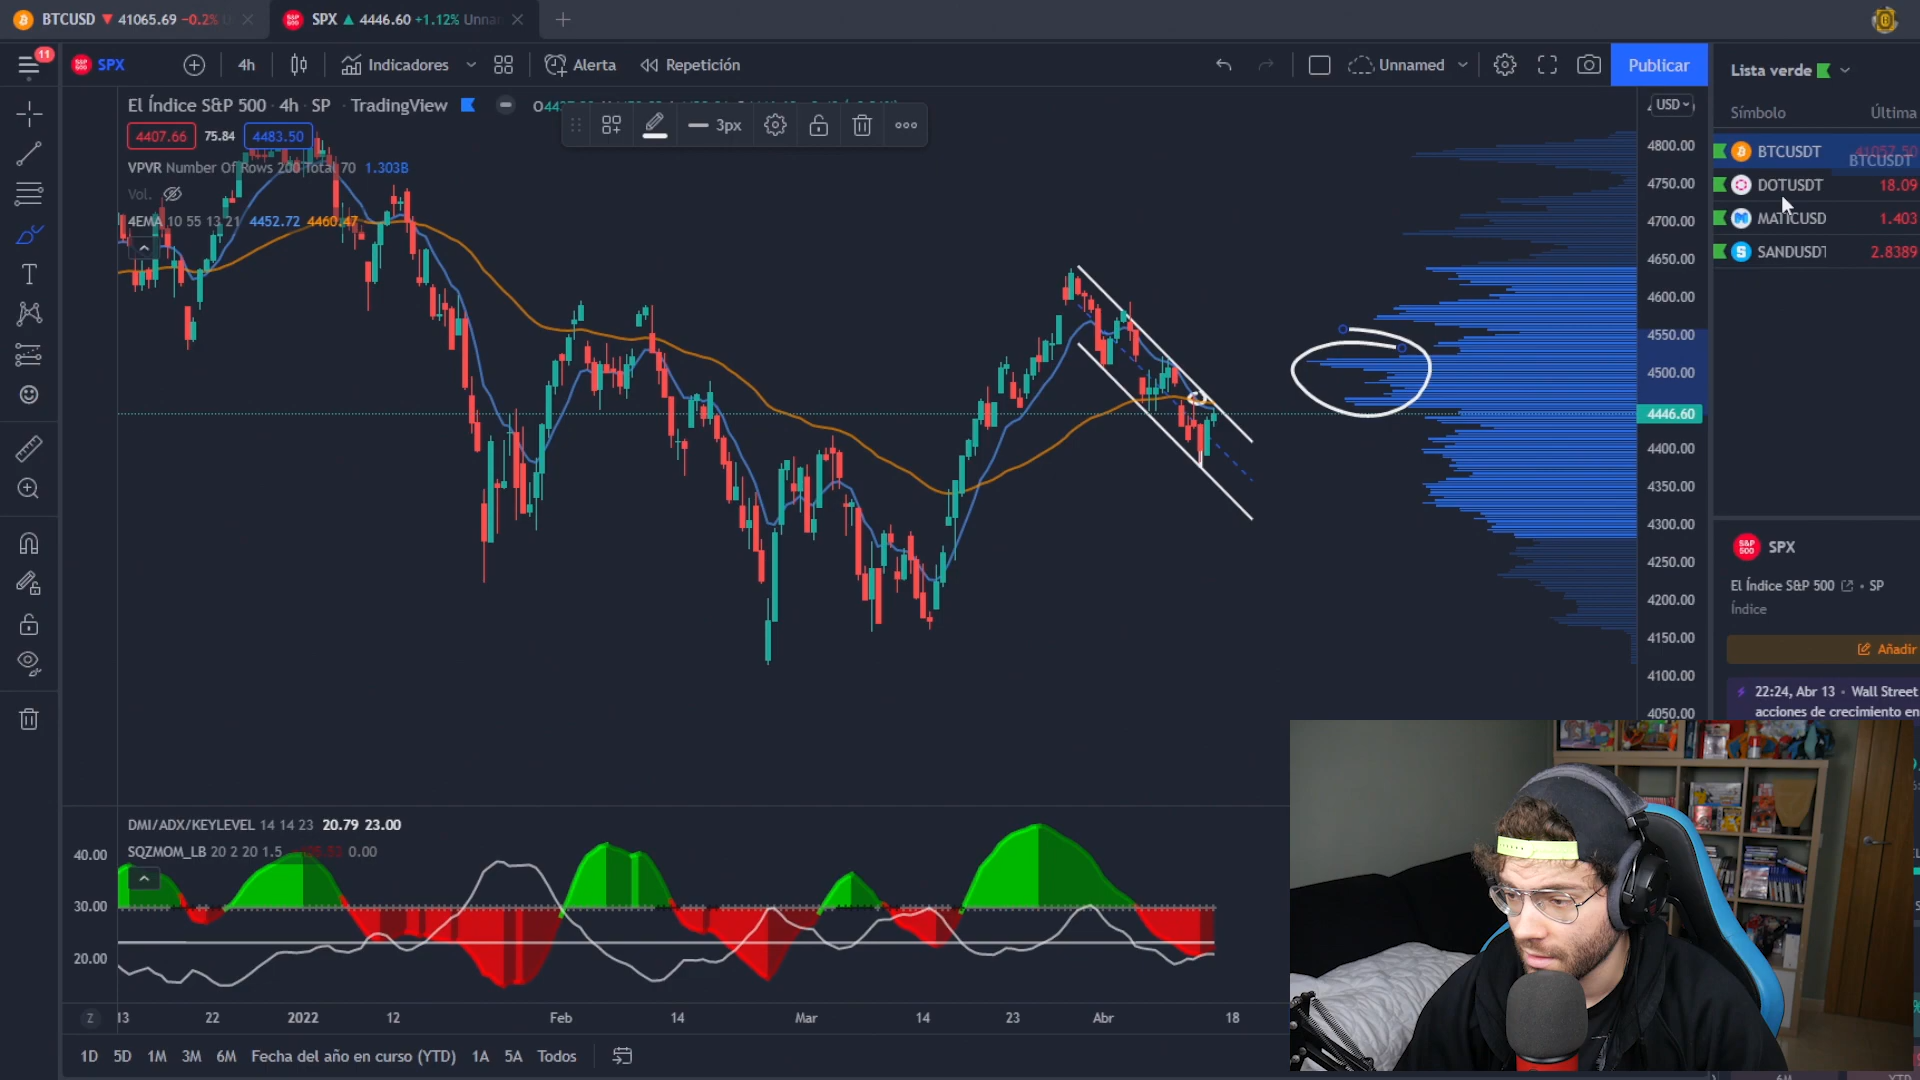 BTCUSD ▼ 41065.69 −0.2%
SPX ▲ 4446.60 +1.12% Unna
11
SPX
4h
Indicadores
Alerta
Repetición
Unnamed
Publicar
Lista verde
El Índice S&P 500 · 4h · SP · TradingView
3px
USD
Símbolo
Última
4407.66
75.84
4483.50
VPVR Number Of Rows 200 Total 70 1.303B
Vol.
4EMA 10 55 13 21 4452.72 4460.47
BTCUSDT 41057.50
BTCUSDT
DOTUSDT 18.09
MATICUSD 1.403
SANDUSDT 2.8389
4800.00
4750.00
4700.00
4650.00
4600.00
4550.00
4500.00
4446.60
4400.00
4350.00
4300.00
4250.00
4200.00
4150.00
4100.00
4050.00
S&P 500
SPX
El Índice S&P 500 · SP
Índice
Añadir
22:24, Abr 13 · Wall Street
acciones de crecimiento en
DMI/ADX/KEYLEVEL 14 14 23 20.79 23.00
SQZMOM_LB 20 2 20 1.5 0.00
40.00
30.00
20.00
Z
13
22
2022
12
Feb
14
Mar
14
23
Abr
18
1D
5D
1M
3M
6M
Fecha del año en curso (YTD)
1A
5A
Todos